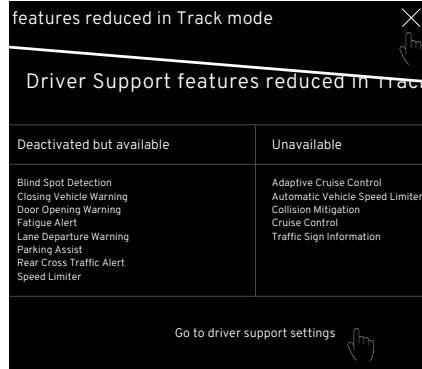 features reduced in Track mode
Driver Support features reduced in Trac
Deactivated but available
Unavailable
Blind Spot Detection
Closing Vehicle Warning
Door Opening Warning
Fatigue Alert
Lane Departure Warning
Parking Assist
Rear Cross Traffic Alert
Speed Limiter
Adaptive Cruise Control
Automatic Vehicle Speed Limiter
Collision Mitigation
Cruise Control
Traffic Sign Information
Go to driver support settings